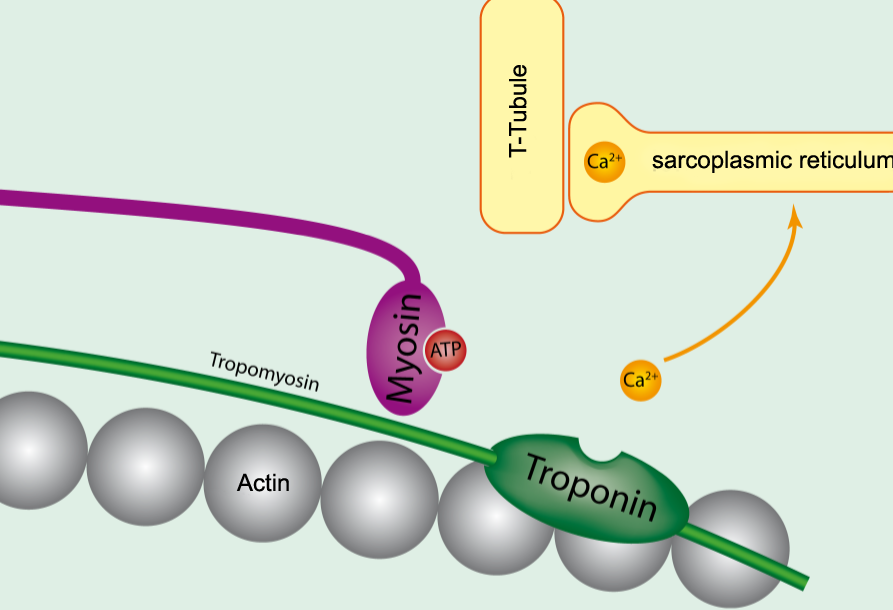 T-Tubule
Ca²⁺
sarcoplasmic reticulum
Myosin
ATP
Tropomyosin
Ca²⁺
Troponin
Actin